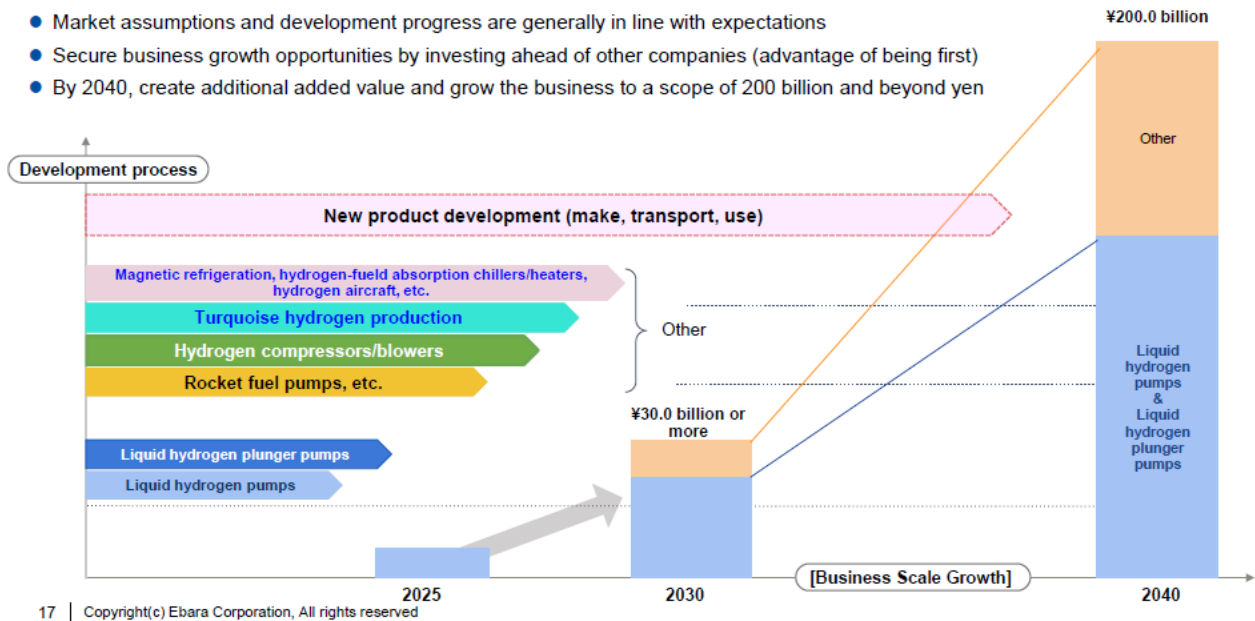 Market assumptions and development progress are generally in line with expectations
Secure business growth opportunities by investing ahead of other companies (advantage of being first)
By 2040, create additional added value and grow the business to a scope of 200 billion and beyond yen
¥200.0 billion
Development process
New product development (make, transport, use)
Other
Magnetic refrigeration, hydrogen-fueld absorption chillers/heaters,
hydrogen aircraft, etc.
Turquoise hydrogen production
Other
Hydrogen compressors/blowers
Rocket fuel pumps, etc.
¥30.0 billion or
more
Liquid hydrogen plunger pumps
Liquid hydrogen pumps
Liquid
hydrogen
pumps
&
Liquid
hydrogen
plunger
pumps
[Business Scale Growth]
2025
2030
2040
17 Copyright(c) Ebara Corporation, All rights reserved